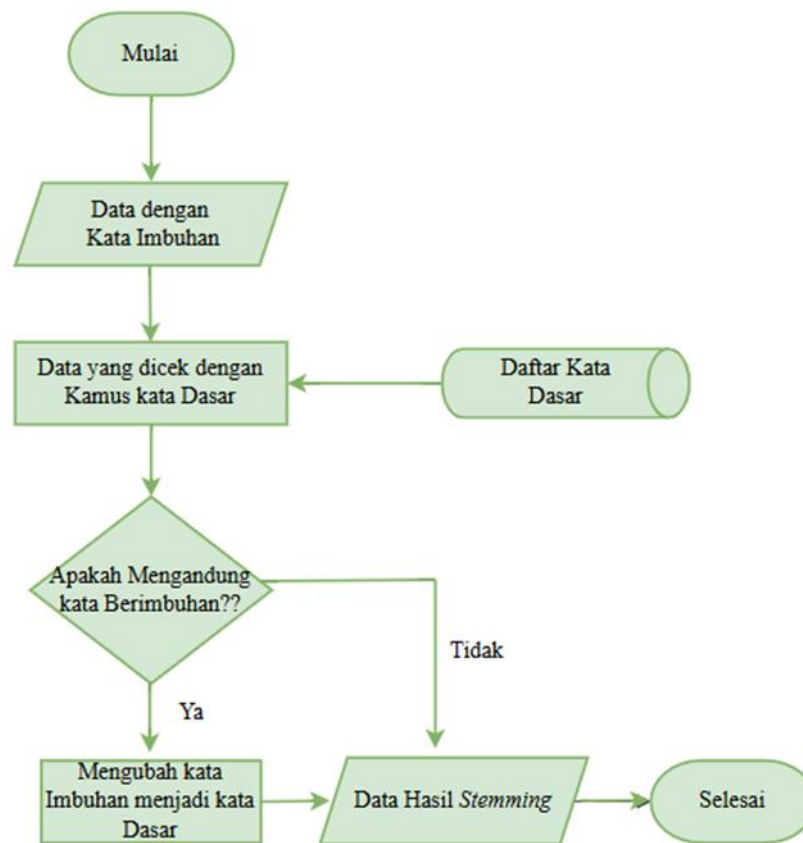 Mulai
Data dengan
Kata Imbuhan
Data yang dicek dengan
Kamus kata Dasar
Daftar Kata
Dasar
Apakah Mengandung
kata Berimbuhan??
Tidak
Ya
Mengubah kata
Imbuhan menjadi kata
Dasar
Data Hasil Stemming
Selesai